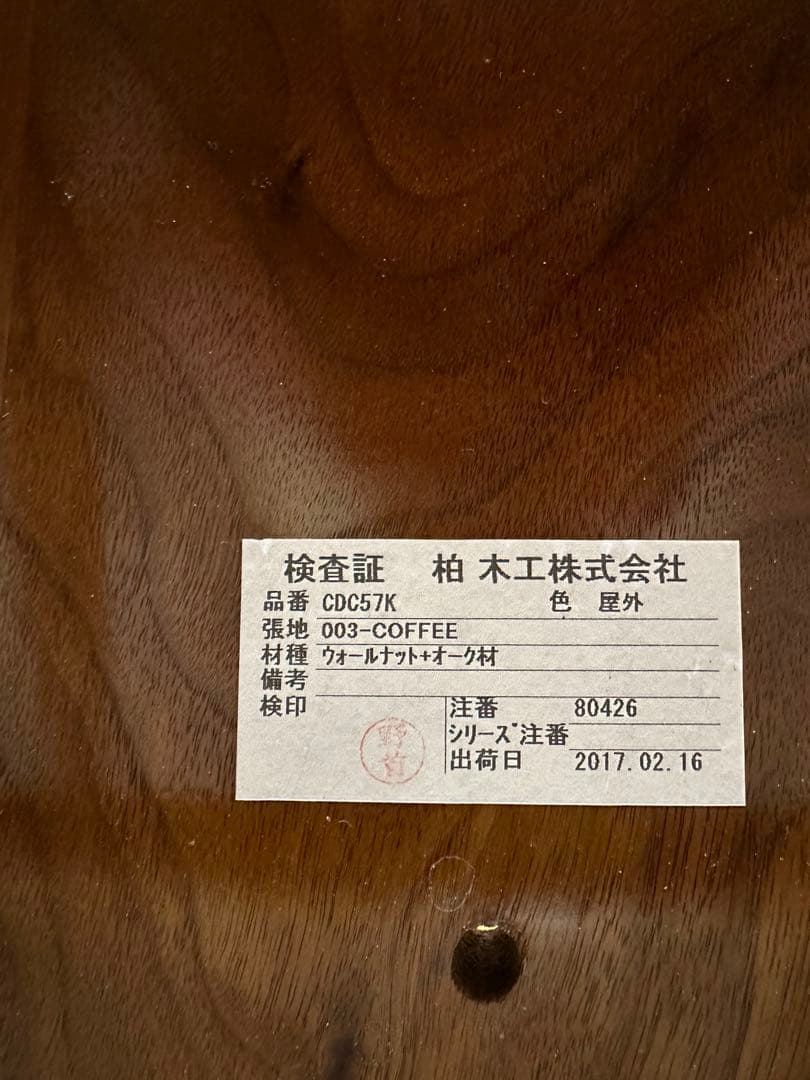 検査証 柏木工株式会社
品番 CDC57K 色 屋外
張地 003-COFFEE
材種 ウォールナット+オーク材
備考
検印
注番 80426
シリーズ注番
出荷日 2017.02.16